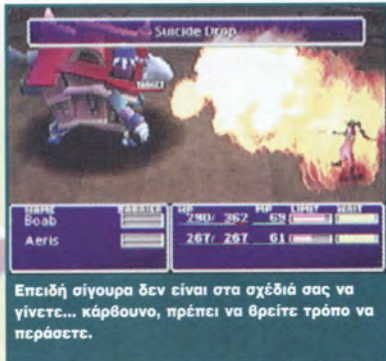 Suicide Drop
TARGET
NAME BARRIER HP MP LIMIT WAIT
Boab 290/ 362 69
Aeris 267/ 267 61
Επειδή σίγουρα δεν είναι στα σχέδιά σας να
γίνετε... κάρβουνο, πρέπει να βρείτε τρόπο να
περάσετε.